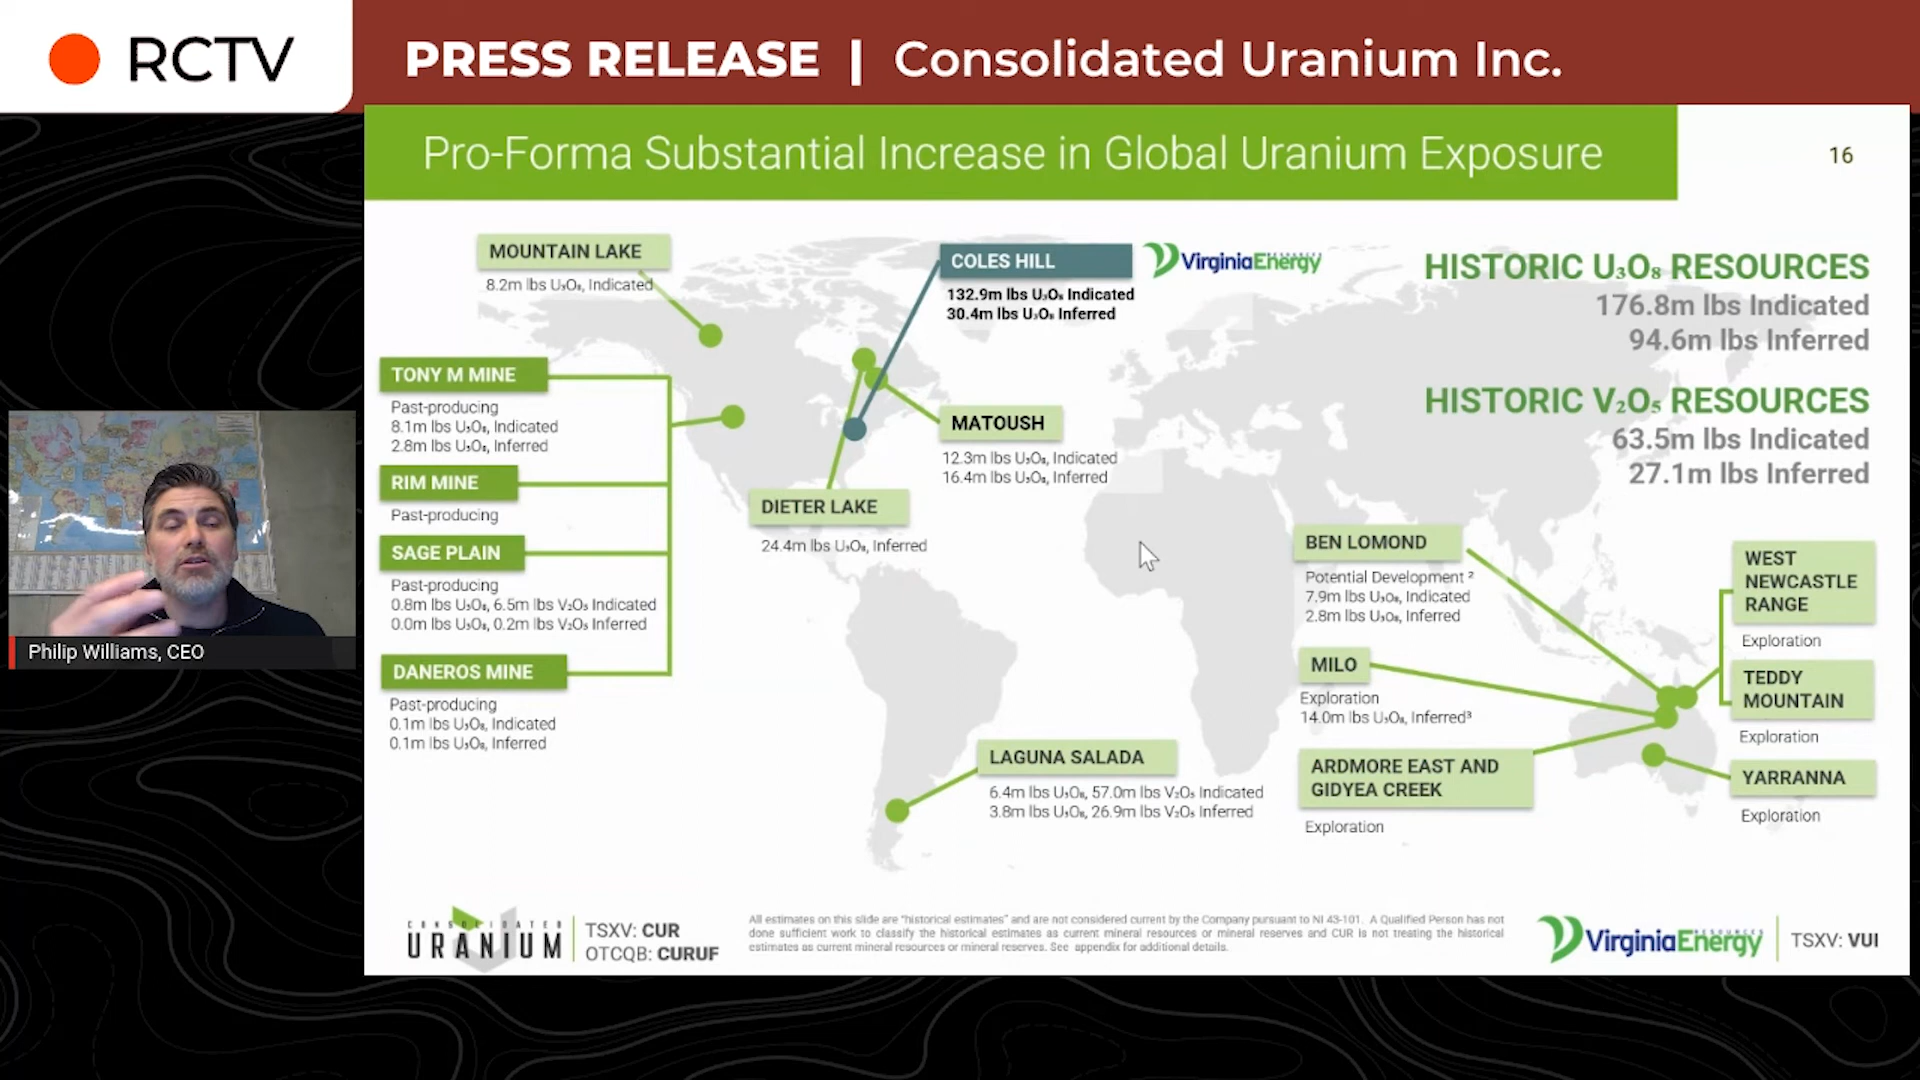 RCTV
PRESS RELEASE | Consolidated Uranium Inc.
Pro-Forma Substantial Increase in Global Uranium Exposure
16
MOUNTAIN LAKE
8.2m lbs U₃O₈, Indicated
COLES HILL
132.9m lbs U₃O₈ Indicated
30.4m lbs U₃O₈ Inferred
VirginiaEnergy
RESOURCES
HISTORIC U₃O₈ RESOURCES
176.8m lbs Indicated
94.6m lbs Inferred
HISTORIC V₂O₅ RESOURCES
63.5m lbs Indicated
27.1m lbs Inferred
TONY M MINE
Past-producing
8.1m lbs U₃O₈, Indicated
2.8m lbs U₃O₈, Inferred
RIM MINE
Past-producing
SAGE PLAIN
Past-producing
0.8m lbs U₃O₈, 6.5m lbs V₂O₅ Indicated
0.0m lbs U₃O₈, 0.2m lbs V₂O₅ Inferred
DANEROS MINE
Past-producing
0.1m lbs U₃O₈, Indicated
0.1m lbs U₃O₈, Inferred
MATOUSH
12.3m lbs U₃O₈, Indicated
16.4m lbs U₃O₈, Inferred
DIETER LAKE
24.4m lbs U₃O₈, Inferred
LAGUNA SALADA
6.4m lbs U₃O₈, 57.0m lbs V₂O₅ Indicated
3.8m lbs U₃O₈, 26.9m lbs V₂O₅ Inferred
BEN LOMOND
Potential Development ²
7.9m lbs U₃O₈, Indicated
2.8m lbs U₃O₈, Inferred
MILO
Exploration
14.0m lbs U₃O₈, Inferred³
ARDMORE EAST AND
GIDYEA CREEK
Exploration
WEST
NEWCASTLE
RANGE
Exploration
TEDDY
MOUNTAIN
Exploration
YARRANNA
Exploration
Philip Williams, CEO
CONSOLIDATED
URANIUM
TSXV: CUR
OTCQB: CURUF
All estimates on this slide are "historical estimates" and are not considered current by the Company pursuant to NI 43-101. A Qualified Person has not
done sufficient work to classify the historical estimates as current mineral resources or mineral reserves and CUR is not treating the historical
estimates as current mineral resources or mineral reserves. See appendix for additional details.
VirginiaEnergy
RESOURCES
TSXV: VUI